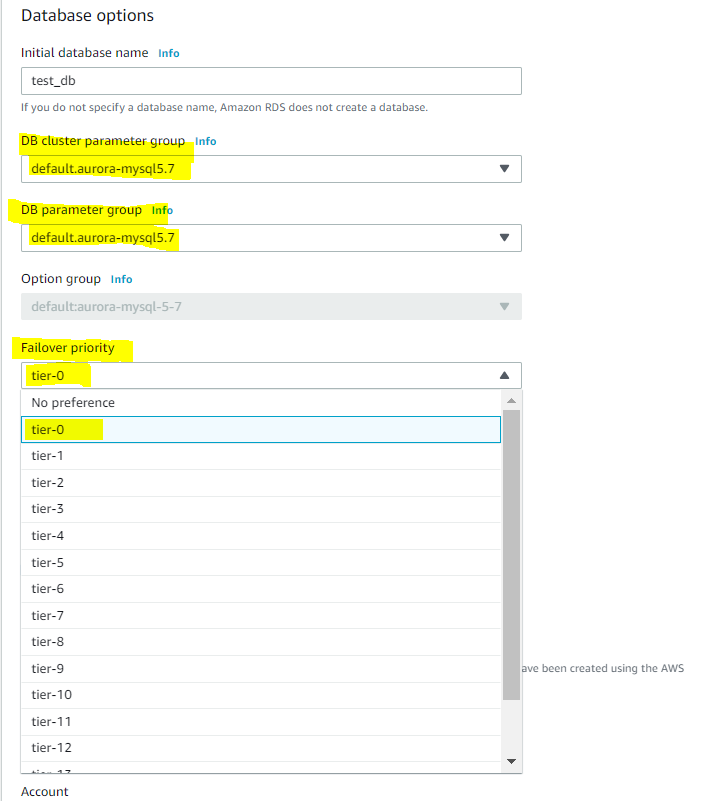 Database options
Initial database name Info
test_db
If you do not specify a database name, Amazon RDS does not create a database.
DB cluster parameter group Info
default.aurora-mysql5.7
DB parameter group Info
default.aurora-mysql5.7
Option group Info
default:aurora-mysql-5-7
Failover priority
tier-0
No preference
tier-0
tier-1
tier-2
tier-3
tier-4
tier-5
tier-6
tier-7
tier-8
tier-9
ave been created using the AWS
tier-10
tier-11
tier-12
tier-13
Account